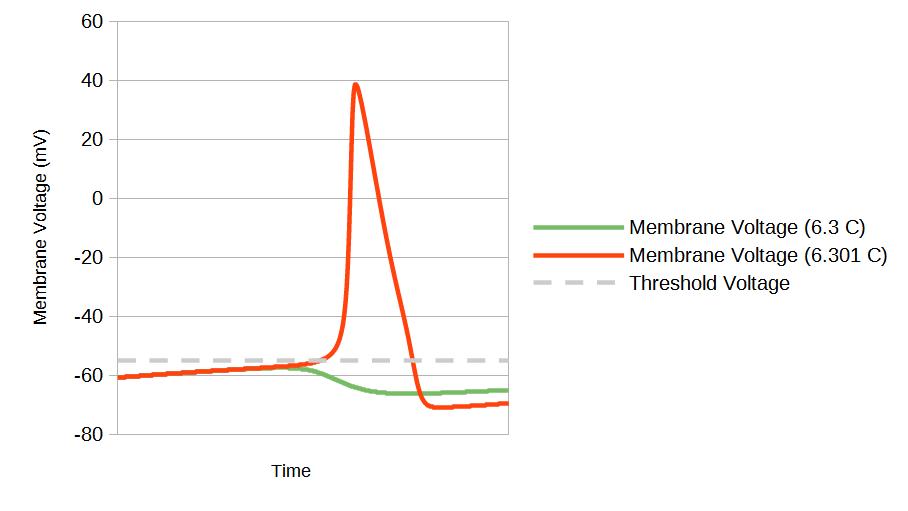 60
40
20
0
-20
-40
-60
-80
Membrane Voltage (mV)
Time
Membrane Voltage (6.3 C)
Membrane Voltage (6.301 C)
Threshold Voltage